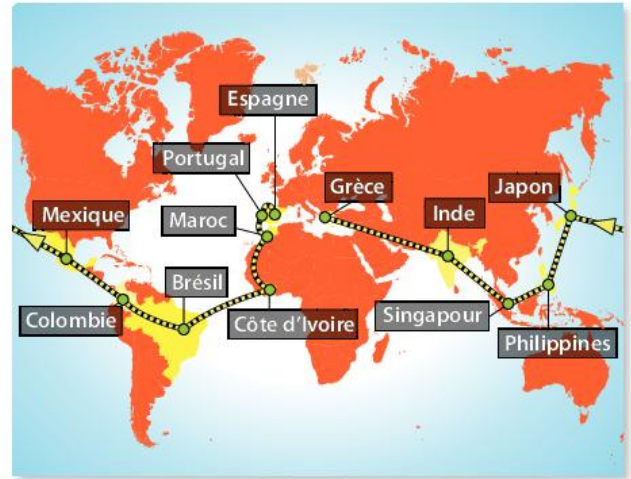 Espagne
Portugal
Grèce
Japon
Mexique
Maroc
Inde
Brésil
Colombie
Côte d'Ivoire
Singapour
Philippines